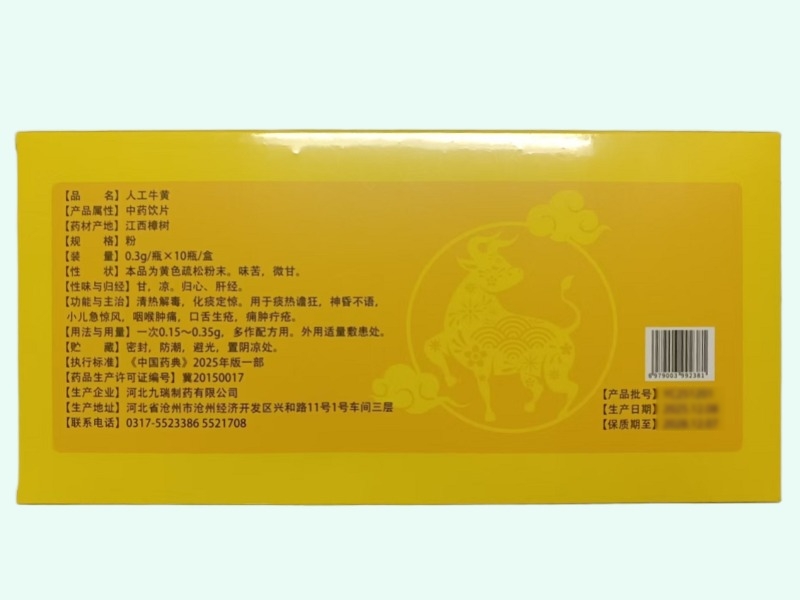 【品 名】人工牛黄
【产品属性】中药饮片
【药材产地】江西樟树
【规 格】粉
【装 量】0.3g/瓶×10瓶/盒
【性 状】本品为黄色疏松粉末。味苦，微甘。
【性味与归经】甘，凉。归心、肝经。
【功能与主治】清热解毒，化痰定惊。用于痰热谵狂，神昏不语，
小儿急惊风，咽喉肿痛，口舌生疮，痈肿疔疮。
【用法与用量】一次0.15～0.35g，多作配方用。外用适量敷患处。
【贮 藏】密封，防潮，避光，置阴凉处。
【执行标准】《中国药典》2025年版一部
【药品生产许可证编号】冀20150017
【生产企业】河北九瑞制药有限公司
【生产地址】河北省沧州市沧州经济开发区兴和路11号1号车间三层
【联系电话】0317-5523386 5521708
6 979003 992381
【产品批号】
【生产日期】
【保质期至】